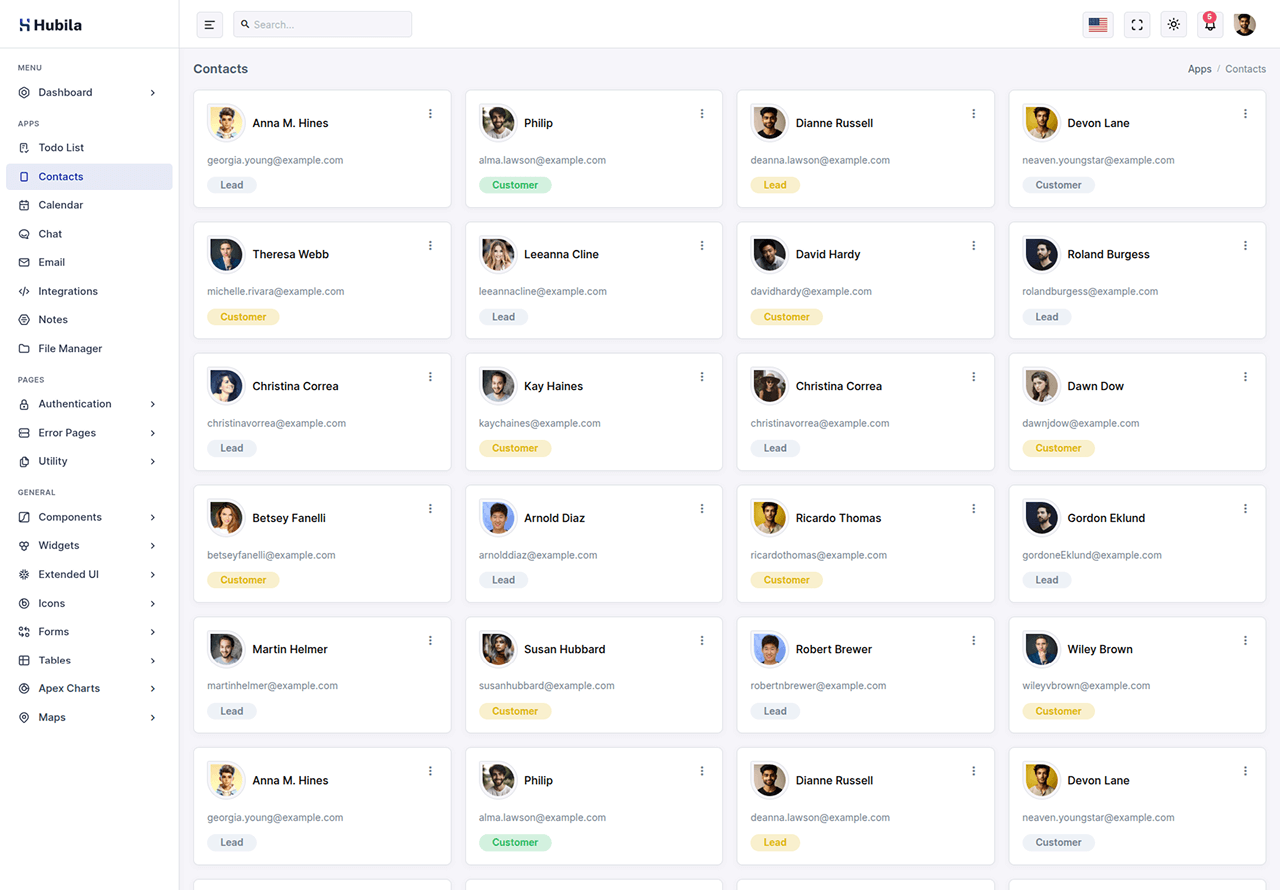 Hubila
Search...
5
MENU
Dashboard
APPS
Todo List
Contacts
Calendar
Chat
Email
Integrations
Notes
File Manager
PAGES
Authentication
Error Pages
Utility
GENERAL
Components
Widgets
Extended UI
Icons
Forms
Tables
Apex Charts
Maps
Contacts
Apps / Contacts
Anna M. Hines
georgia.young@example.com
Lead
Philip
alma.lawson@example.com
Customer
Dianne Russell
deanna.lawson@example.com
Lead
Devon Lane
neaven.youngstar@example.com
Customer
Theresa Webb
michelle.rivara@example.com
Customer
Leeanna Cline
leeannacline@example.com
Lead
David Hardy
davidhardy@example.com
Customer
Roland Burgess
rolandburgess@example.com
Lead
Christina Correa
christinavorrea@example.com
Lead
Kay Haines
kaychaines@example.com
Customer
Christina Correa
christinavorrea@example.com
Lead
Dawn Dow
dawnjdow@example.com
Customer
Betsey Fanelli
betseyfanelli@example.com
Customer
Arnold Diaz
arnolddiaz@example.com
Lead
Ricardo Thomas
ricardothomas@example.com
Customer
Gordon Eklund
gordoneEklund@example.com
Lead
Martin Helmer
martinhelmer@example.com
Lead
Susan Hubbard
susanhubbard@example.com
Customer
Robert Brewer
robertnbrewer@example.com
Lead
Wiley Brown
wileyvbrown@example.com
Customer
Anna M. Hines
georgia.young@example.com
Lead
Philip
alma.lawson@example.com
Customer
Dianne Russell
deanna.lawson@example.com
Lead
Devon Lane
neaven.youngstar@example.com
Customer